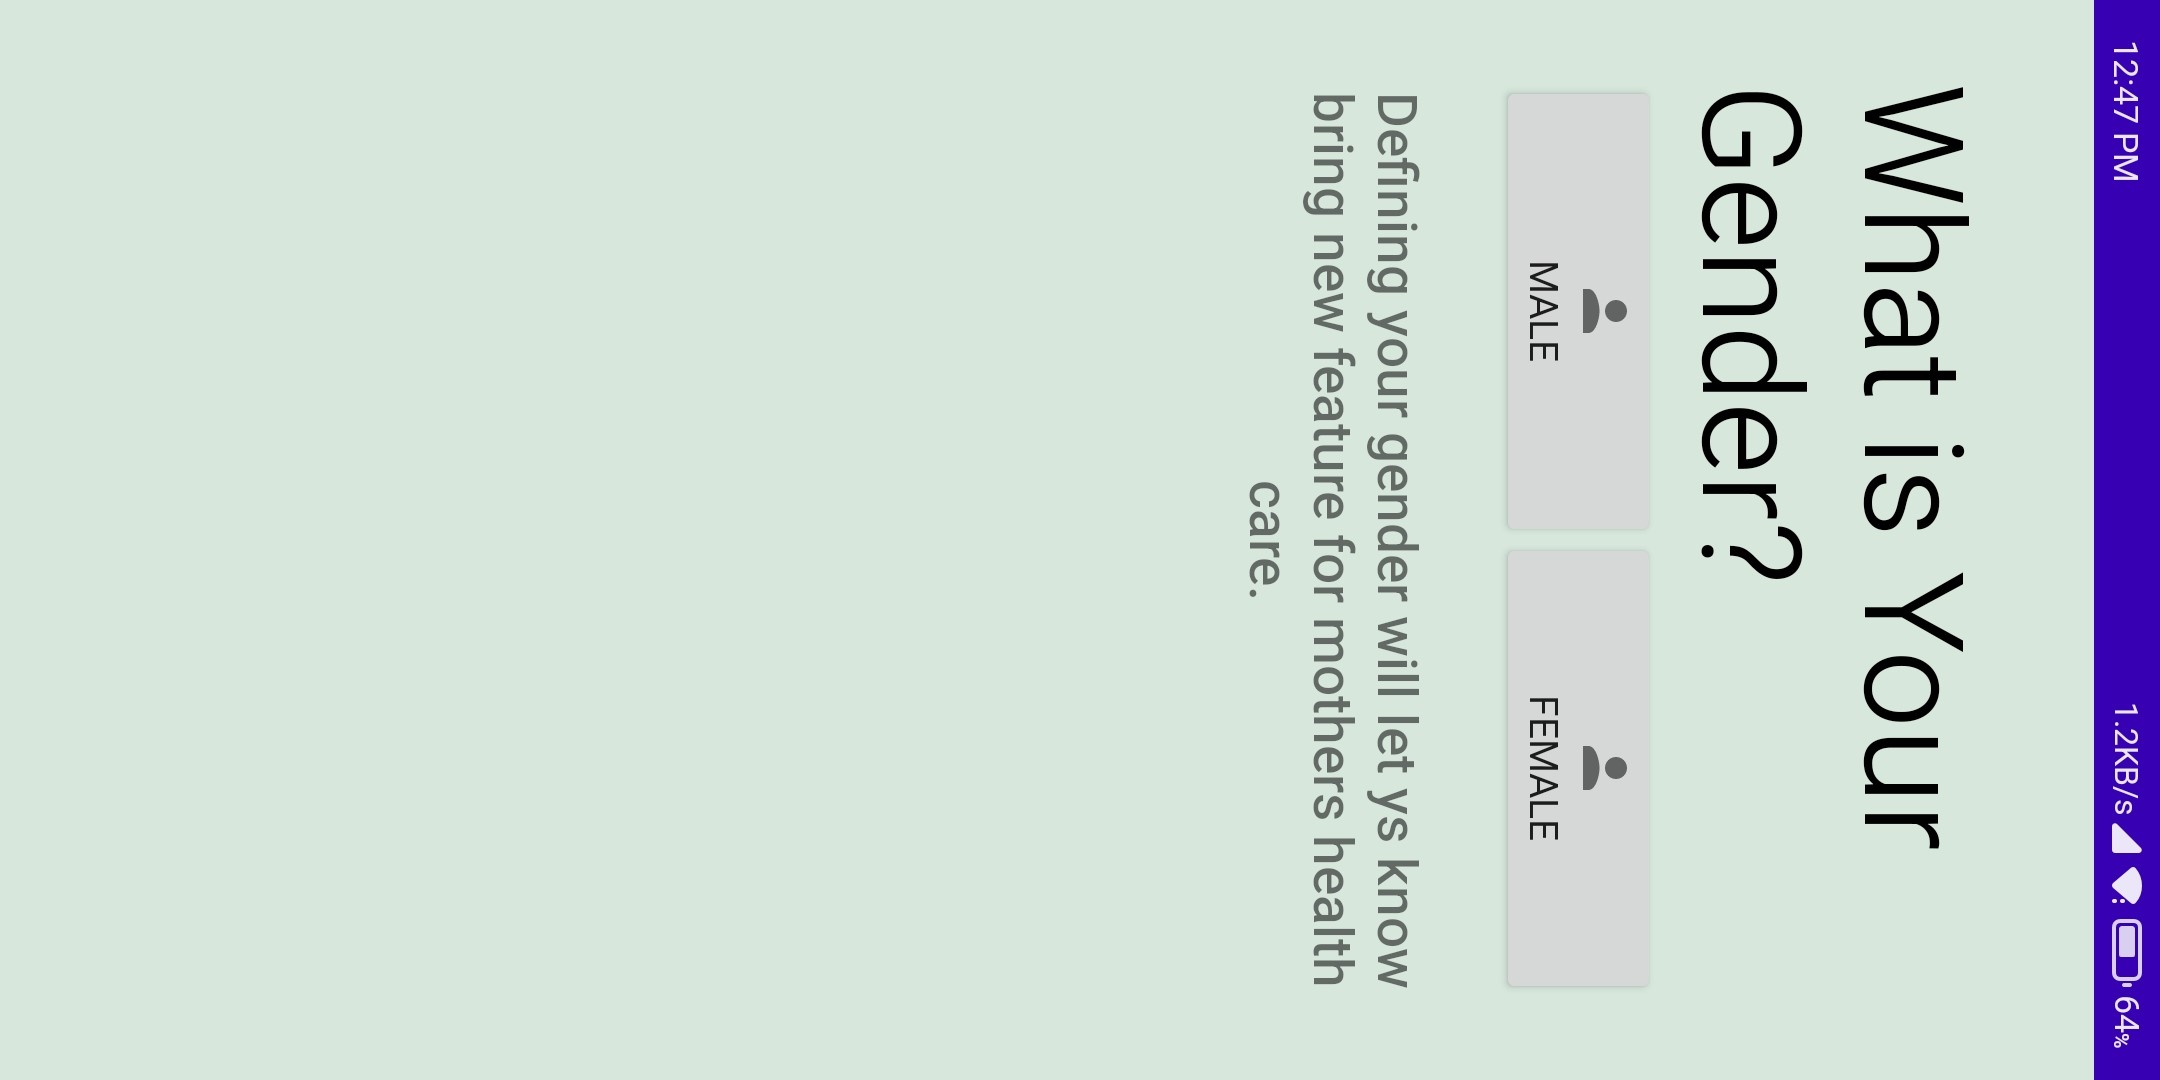 12:47 PM 1.2KB/s 64%
What is Your
Gender?
MALE FEMALE
Defining your gender will let ys know
bring new feature for mothers health
care.